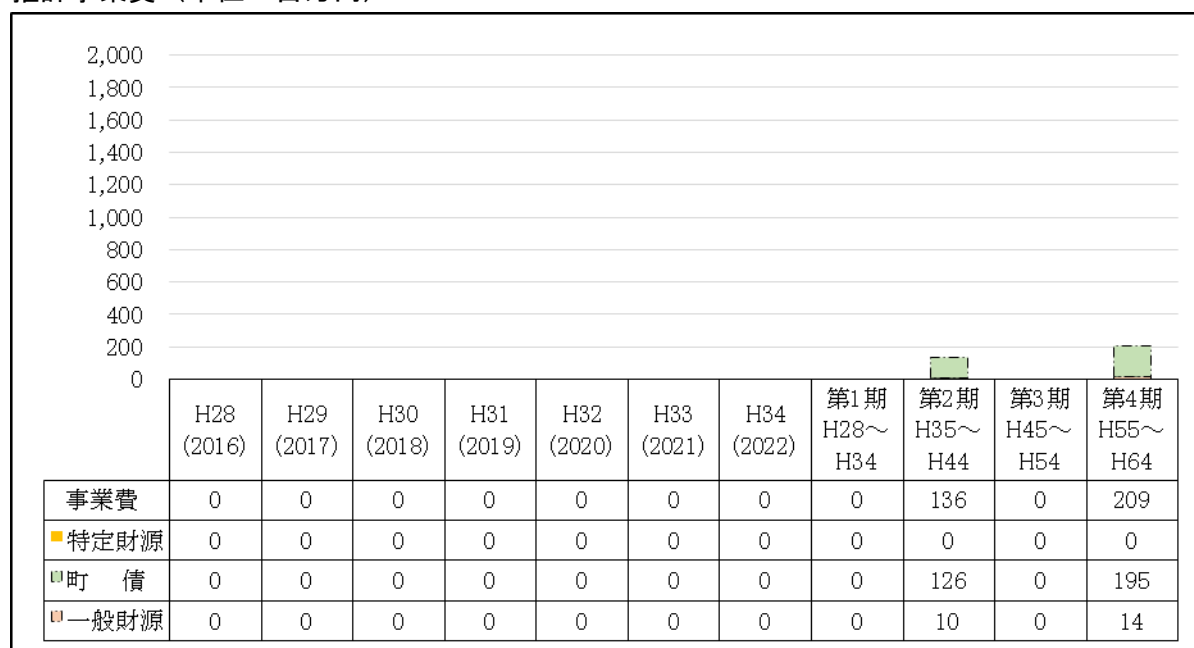 2,000
1,800
1,600
1,400
1,200
1,000
800
600
400
200
0
H28 H29 H30 H31 H32 H33 H34 第1期 第2期 第3期 第4期
(2016) (2017) (2018) (2019) (2020) (2021) (2022) H28～ H35～ H45～ H55～
H34 H44 H54 H64
事業費 0 0 0 0 0 0 0 0 136 0 209
特定財源 0 0 0 0 0 0 0 0 0 0 0
町 債 0 0 0 0 0 0 0 0 126 0 195
一般財源 0 0 0 0 0 0 0 0 10 0 14